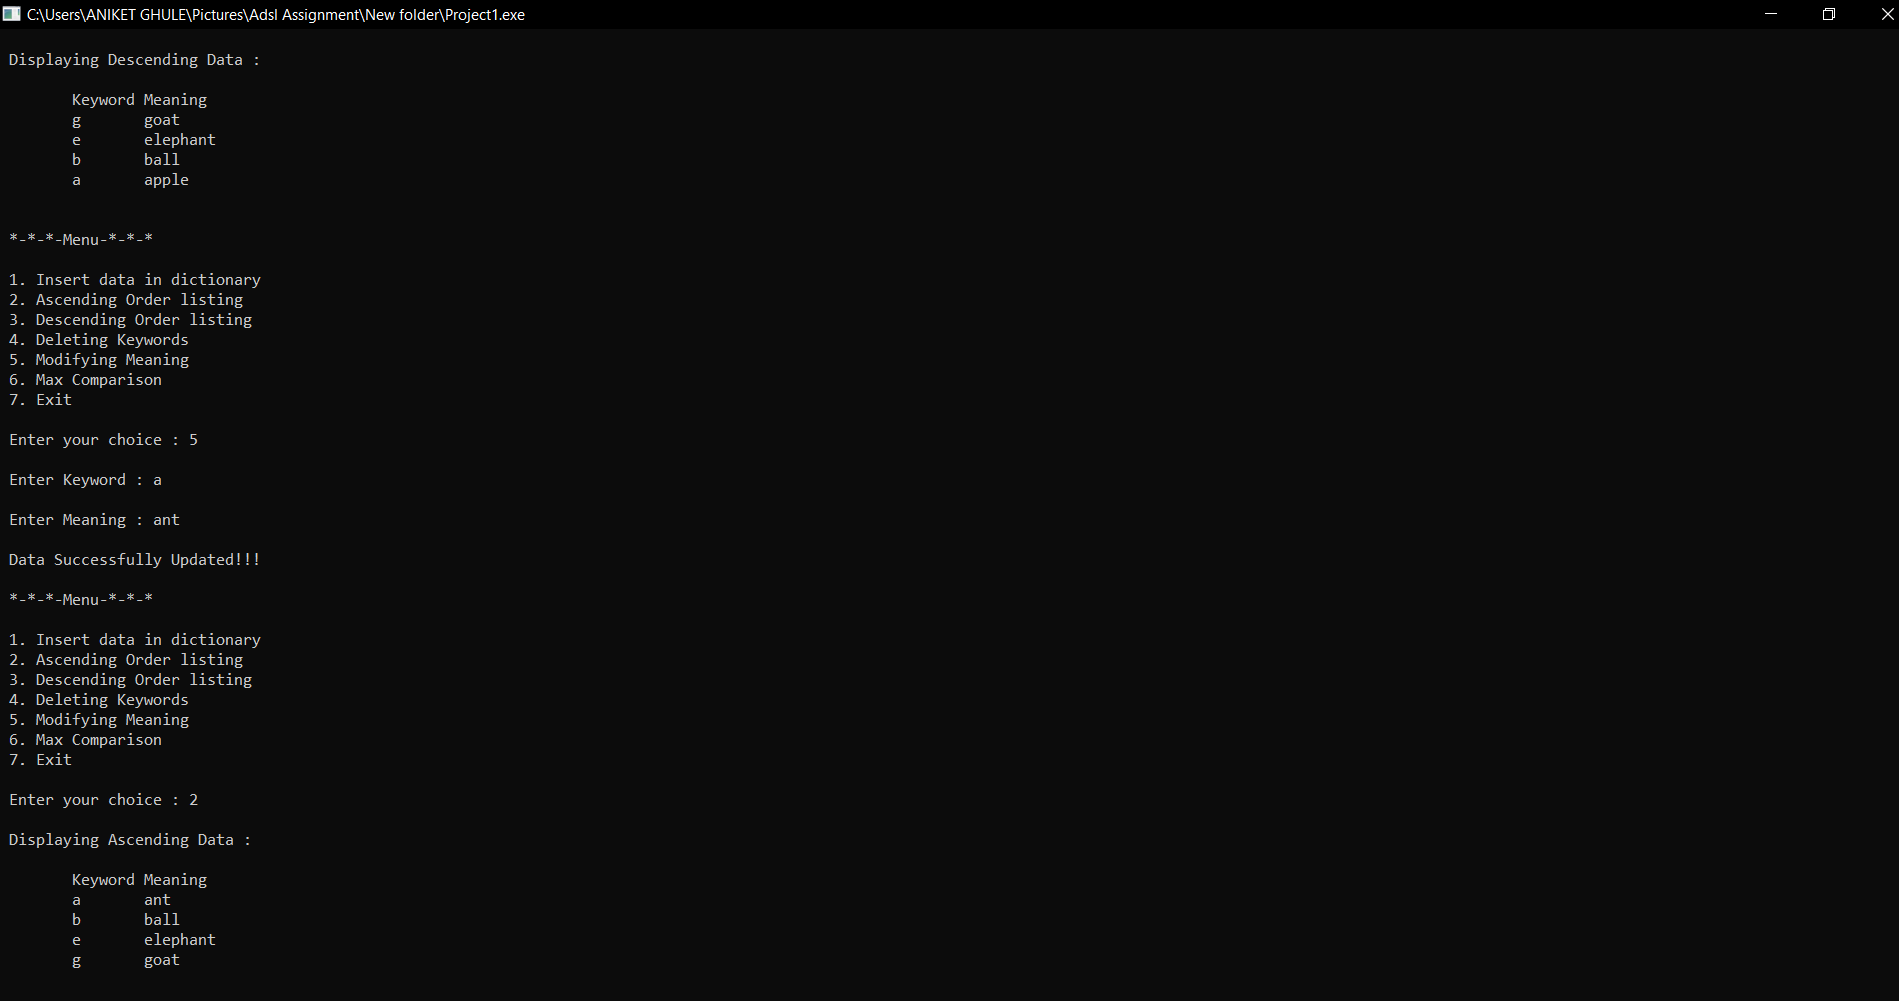 C:\Users\ANIKET GHULE\Pictures\Adsl Assignment\New folder\Project1.exe
Displaying Descending Data :
Keyword Meaning
g goat
e elephant
b ball
a apple
*-*-*-Menu-*-*-*
1. Insert data in dictionary
2. Ascending Order listing
3. Descending Order listing
4. Deleting Keywords
5. Modifying Meaning
6. Max Comparison
7. Exit
Enter your choice : 5
Enter Keyword : a
Enter Meaning : ant
Data Successfully Updated!!!
*-*-*-Menu-*-*-*
1. Insert data in dictionary
2. Ascending Order listing
3. Descending Order listing
4. Deleting Keywords
5. Modifying Meaning
6. Max Comparison
7. Exit
Enter your choice : 2
Displaying Ascending Data :
Keyword Meaning
a ant
b ball
e elephant
g goat